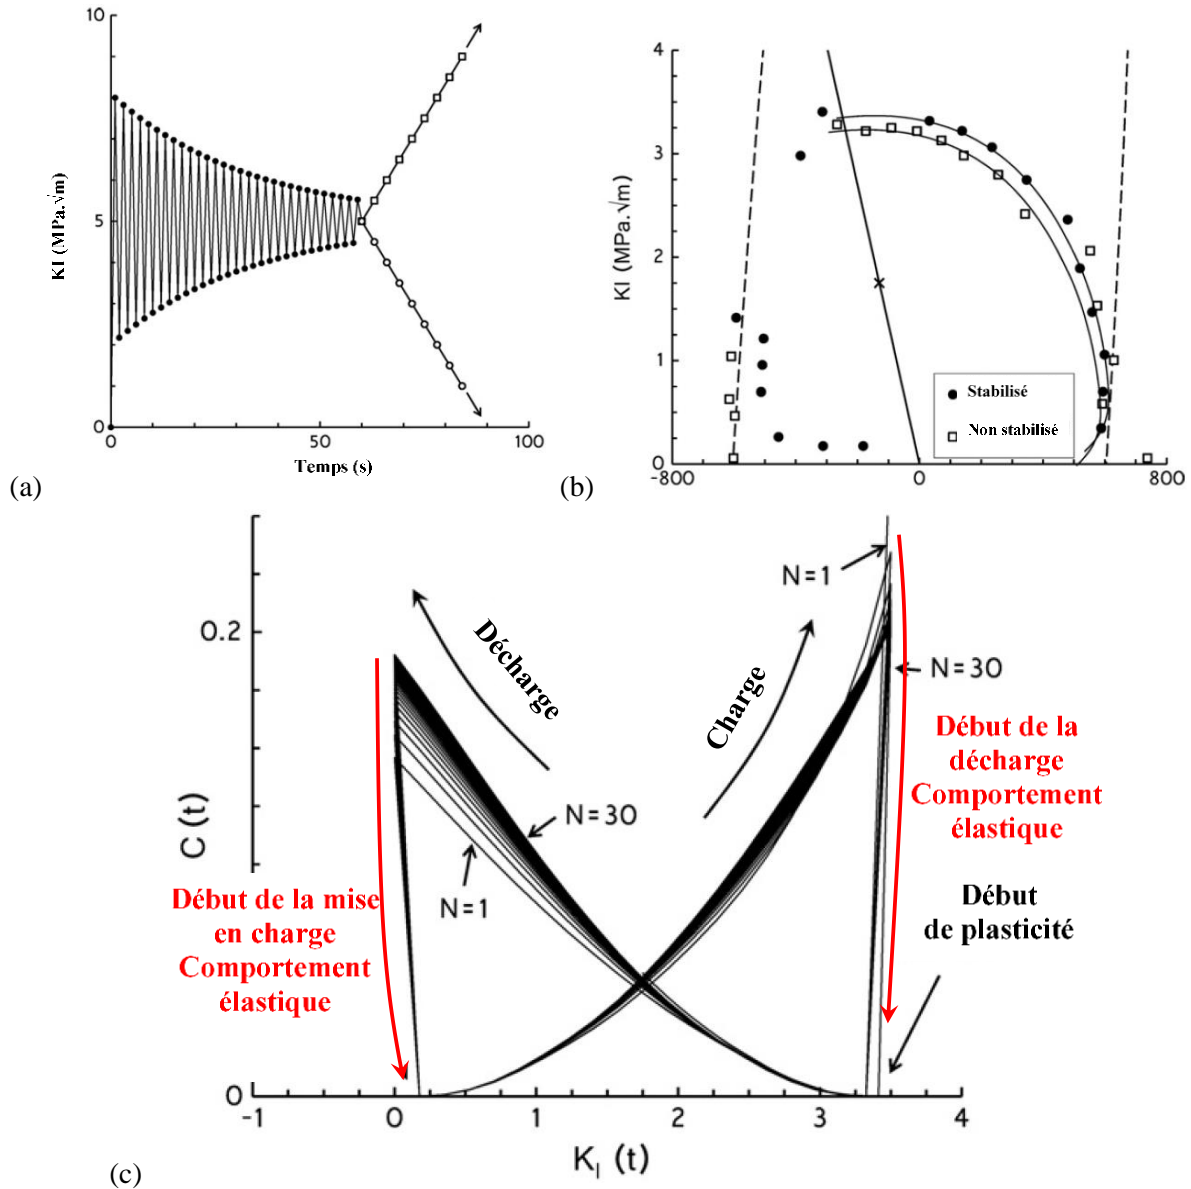 10
5
0
KI (MPa.√m)
0
50
100
Temps (s)
(a)
4
3
2
1
0
KI (MPa.√m)
Stabilisé
Non stabilisé
-800
0
800
(b)
N=1
0.2
Décharge
Charge
N=30
Début de la
décharge
Comportement
élastique
C (t)
N=30
Début de la mise
en charge
Comportement
élastique
N=1
Début
de plasticité
0
-1
0
1
2
3
4
K_I (t)
(c)